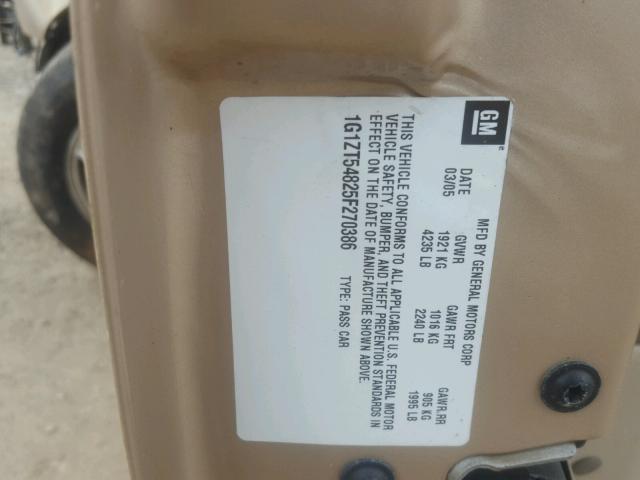 GM
MFD BY GENERAL MOTORS CORP
DATE GVWR GAWR FRT GAWR.RR
03/05 1921 KG 1016 KG 905 KG
4235 LB 2240 LB 1995 LB
THIS VEHICLE CONFORMS TO ALL APPLICABLE U.S. FEDERAL MOTOR
VEHICLE SAFETY, BUMPER, AND THEFT PREVENTION STANDARDS IN
EFFECT ON THE DATE OF MANUFACTURE SHOWN ABOVE.
1G1ZT54825F270386 TYPE: PASS CAR